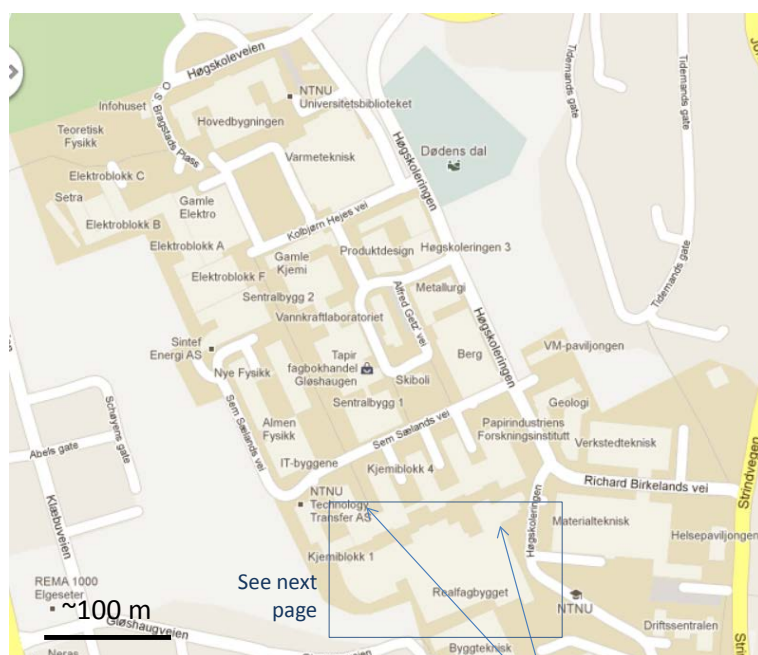 Høgskoleveien
O S Bragstads Plass
Infohuset
NTNU
Universitetsbiblioteket
Hovedbygningen
Teoretisk
Fysikk
Varmeteknisk
Høgskoleringen
Dødens dal
Tidemands gate
Tidemands gate
Elektroblokk C
Setra
Gamle
Elektro
Elektroblokk B
Kolbjørn Hejes vei
Elektroblokk A
Produktdesign
Høgskoleringen 3
Gamle
Kjemi
Elektroblokk F
Sentralbygg 2
Alfred Getz' vei
Metallurgi
Tidemands gate
Vannkraftlaboratoriet
Høgskoleringen
Sintef
Energi AS
Nye Fysikk
Tapir
fagbokhandel
Gløshaugen
Berg
VM-paviljongen
Skiboli
Schøyens gate
Sem Sælands vei
Sentralbygg 1
Geologi
Almen
Fysikk
Sem Sælands vei
Papirindustriens
Forskningsinstitutt
Verkstedteknisk
Abels gate
IT-byggene
Kjemiblokk 4
Strindvegen
Richard Birkelands vei
Klæbuveien
NTNU
Technology
Transfer AS
Høgskoleringen
Materialteknisk
Helsepaviljongen
Kjemiblokk 1
REMA 1000
Elgeseter
See next
page
Realfagbygget
NTNU
~100 m
Gløshaugveien
Driftssentralen
Byggteknisk